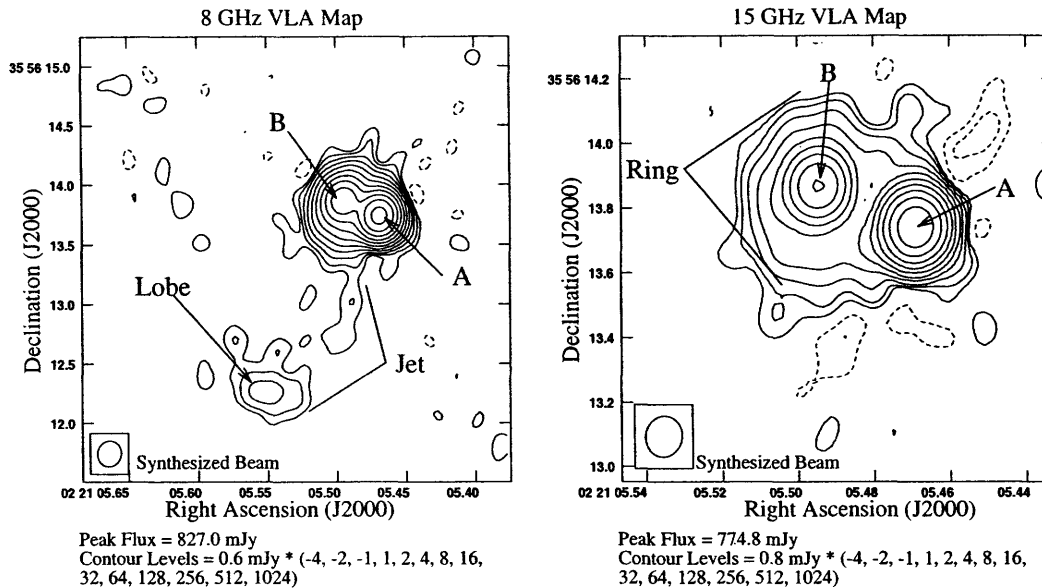 8 GHz VLA Map
35 56 15.0
14.5
14.0
13.5
13.0
12.5
12.0
Declination (J2000)
B
A
Lobe
Jet
Synthesized Beam
02 21 05.65 05.60 05.55 05.50 05.45 05.40
Right Ascension (J2000)
Peak Flux = 827.0 mJy
Contour Levels = 0.6 mJy * (-4, -2, -1, 1, 2, 4, 8, 16,
32, 64, 128, 256, 512, 1024)
15 GHz VLA Map
35 56 14.2
14.0
13.8
13.6
13.4
13.2
13.0
Declination (J2000)
B
Ring
A
Synthesized Beam
02 21 05.54 05.52 05.50 05.48 05.46 05.44
Right Ascension (J2000)
Peak Flux = 774.8 mJy
Contour Levels = 0.8 mJy * (-4, -2, -1, 1, 2, 4, 8, 16,
32, 64, 128, 256, 512, 1024)